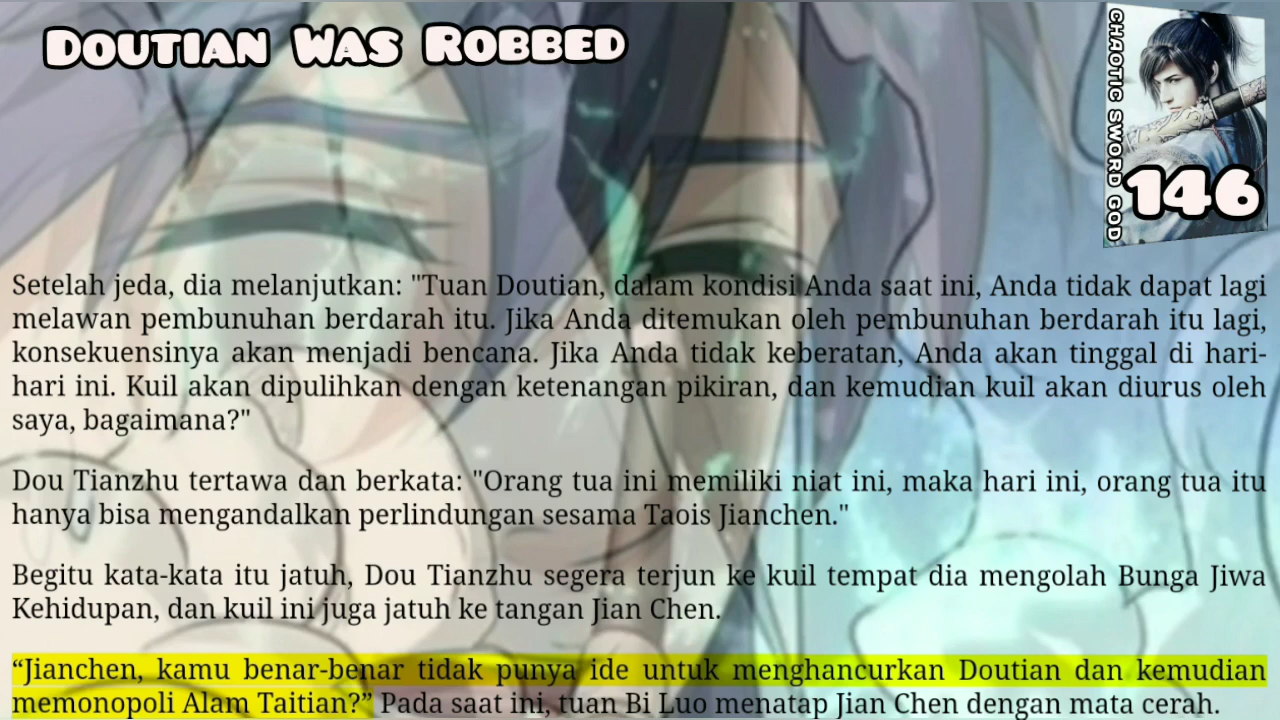 Doutian Was Robbed
CHAOTIC SWORD GOD
146
Setelah jeda, dia melanjutkan: "Tuan Doutian, dalam kondisi Anda saat ini, Anda tidak dapat lagi
melawan pembunuhan berdarah itu. Jika Anda ditemukan oleh pembunuhan berdarah itu lagi,
konsekuensinya akan menjadi bencana. Jika Anda tidak keberatan, Anda akan tinggal di hari-
hari ini. Kuil akan dipulihkan dengan ketenangan pikiran, dan kemudian kuil akan diurus oleh
saya, bagaimana?"
Dou Tianzhu tertawa dan berkata: "Orang tua ini memiliki niat ini, maka hari ini, orang tua itu
hanya bisa mengandalkan perlindungan sesama Taois Jianchen."
Begitu kata-kata itu jatuh, Dou Tianzhu segera terjun ke kuil tempat dia mengolah Bunga Jiwa
Kehidupan, dan kuil ini juga jatuh ke tangan Jian Chen.
“Jianchen, kamu benar-benar tidak punya ide untuk menghancurkan Doutian dan kemudian
memonopoli Alam Taitian?” Pada saat ini, tuan Bi Luo menatap Jian Chen dengan mata cerah.